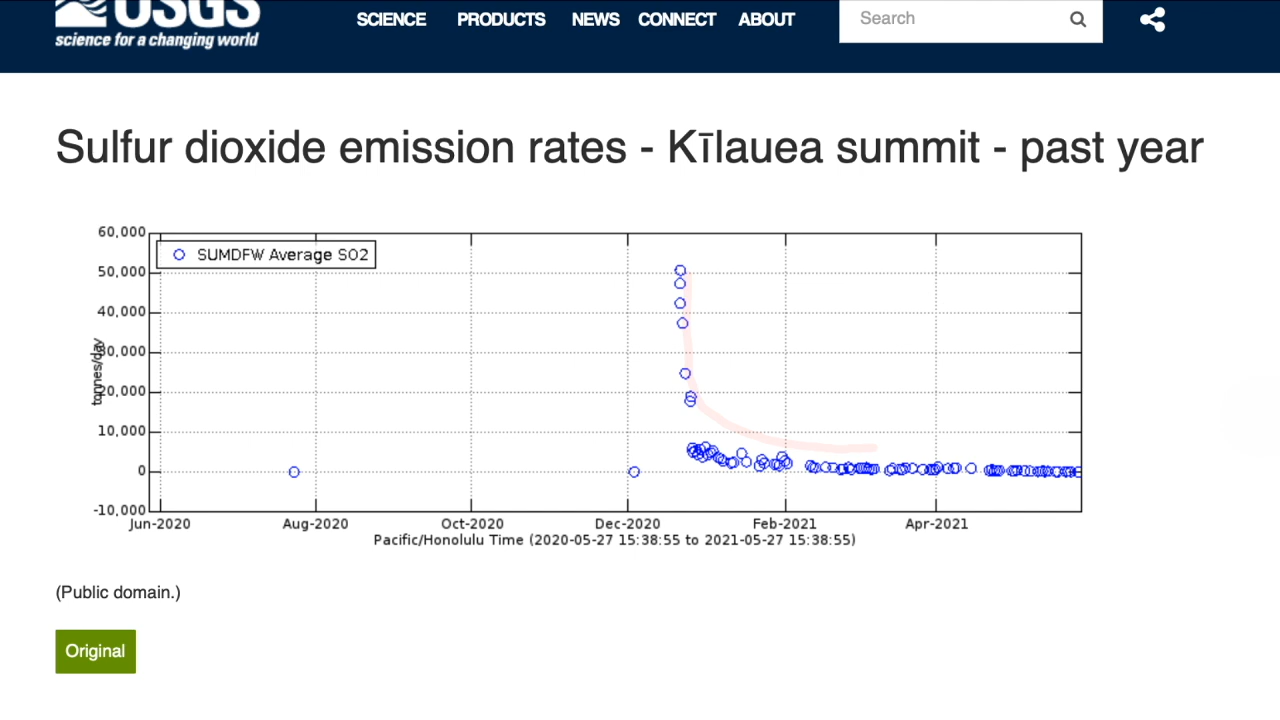 USGS
science for a changing world
SCIENCE PRODUCTS NEWS CONNECT ABOUT
Search
Sulfur dioxide emission rates - Kīlauea summit - past year
60,000
SUMDFW Average SO2
50,000
40,000
30,000
tonnes/day
20,000
10,000
0
-10,000
Jun-2020 Aug-2020 Oct-2020 Dec-2020 Feb-2021 Apr-2021
Pacific/Honolulu Time (2020-05-27 15:38:55 to 2021-05-27 15:38:55)
(Public domain.)
Original